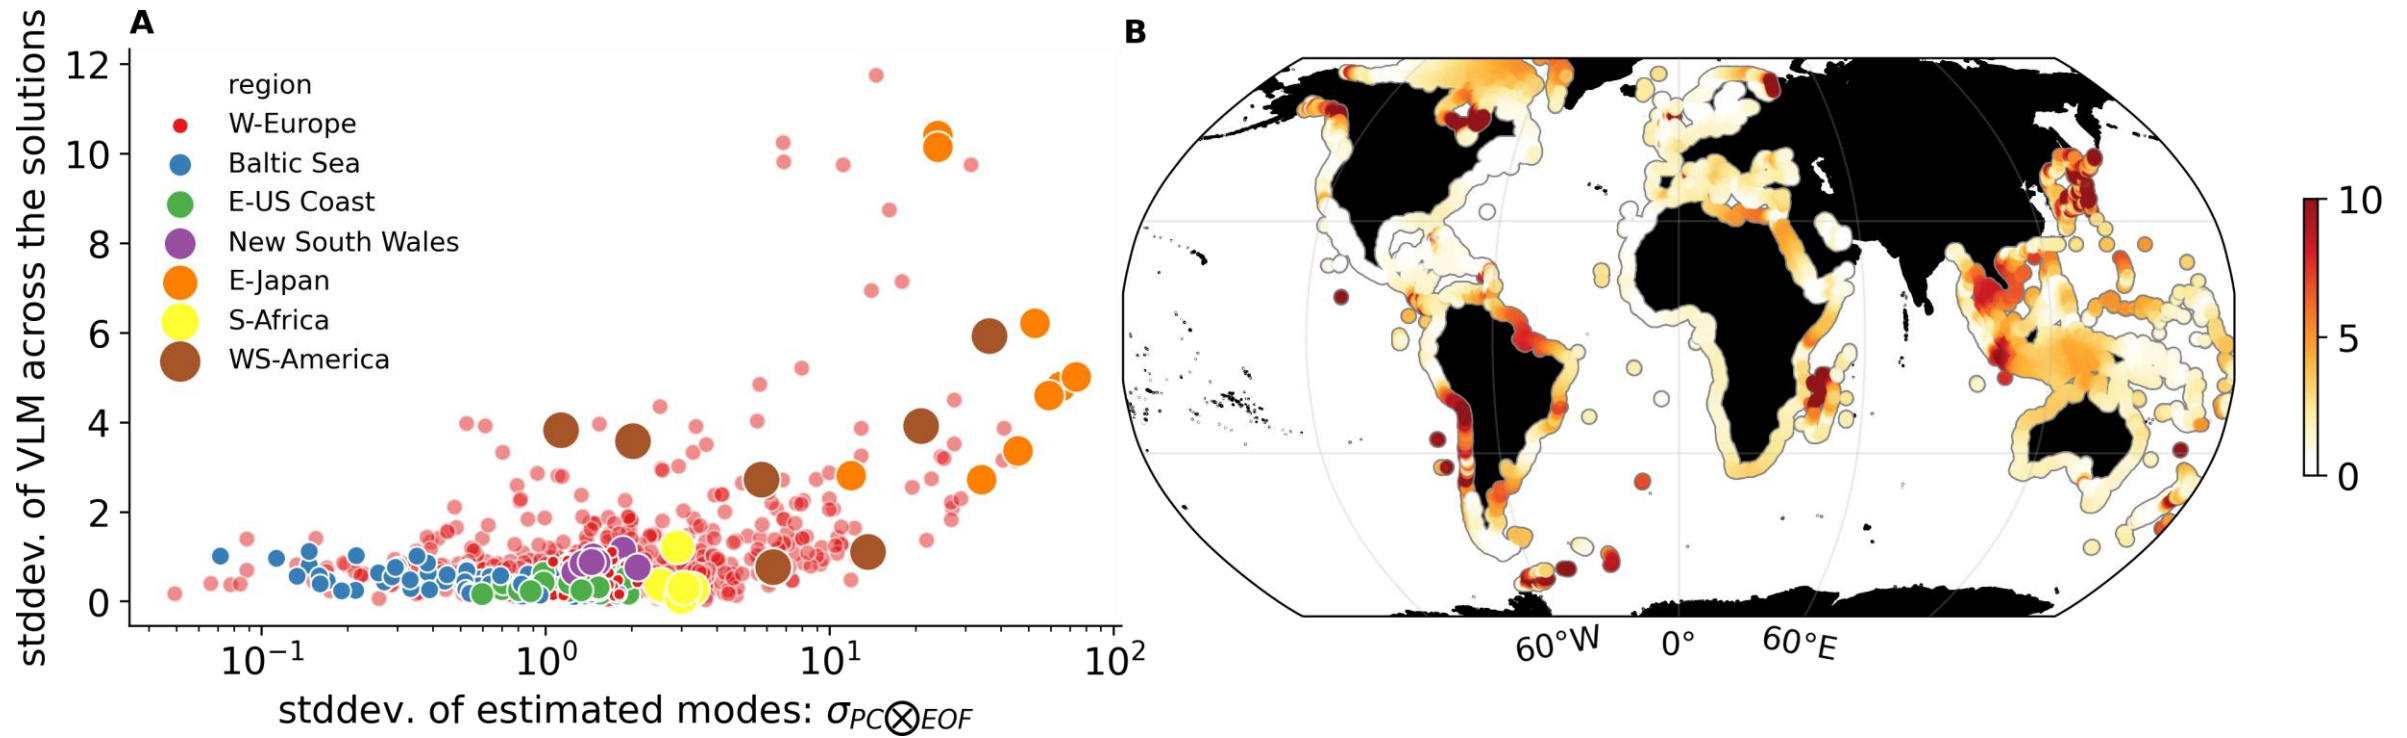 A
stddev. of VLM across the solutions
12
10
8
6
4
2
0
region
W-Europe
Baltic Sea
E-US Coast
New South Wales
E-Japan
S-Africa
WS-America
10⁻¹ 10⁰ 10¹ 10²
stddev. of estimated modes: σPC⊗EOF
B
60°W 0° 60°E
10
5
0